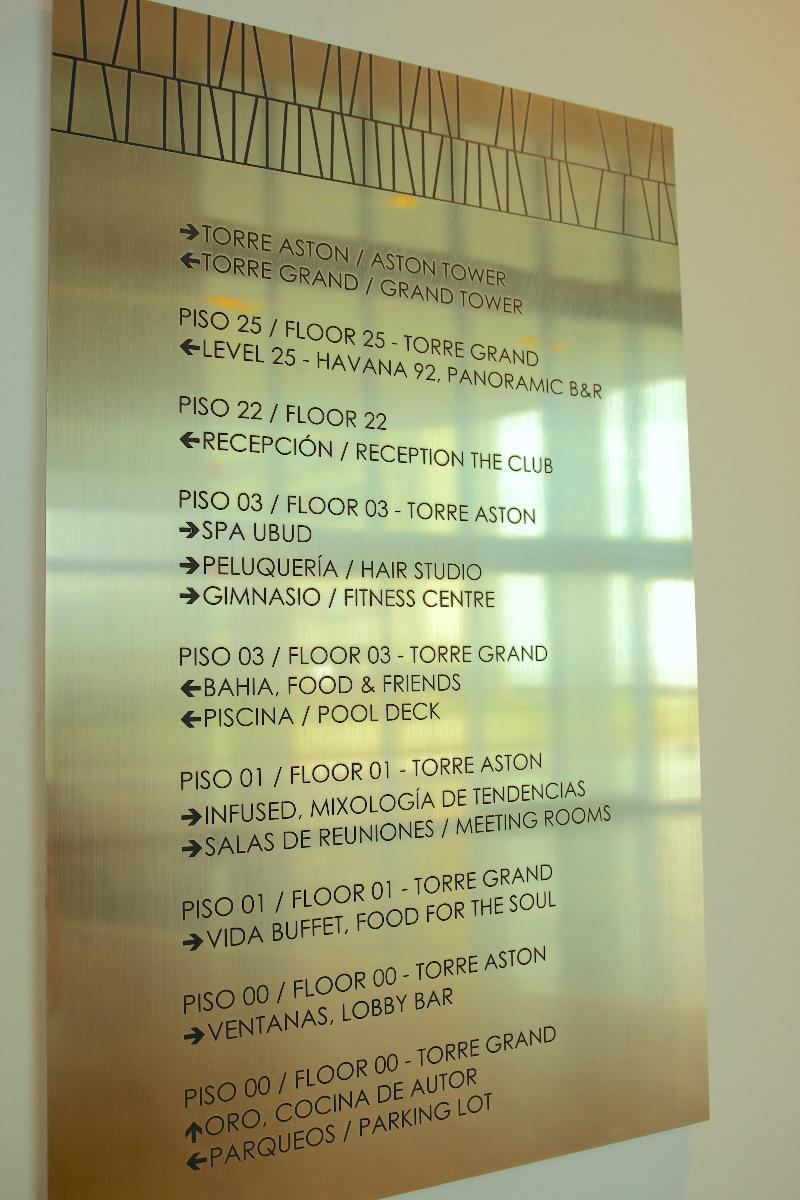 →TORRE ASTON / ASTON TOWER
←TORRE GRAND / GRAND TOWER
PISO 25 / FLOOR 25 - TORRE GRAND
←LEVEL 25 - HAVANA 92, PANORAMIC B&R
PISO 22 / FLOOR 22
←RECEPCIÓN / RECEPTION THE CLUB
PISO 03 / FLOOR 03 - TORRE ASTON
→SPA UBUD
→PELUQUERÍA / HAIR STUDIO
→GIMNASIO / FITNESS CENTRE
PISO 03 / FLOOR 03 - TORRE GRAND
←BAHIA, FOOD & FRIENDS
←PISCINA / POOL DECK
PISO 01 / FLOOR 01 - TORRE ASTON
→INFUSED, MIXOLOGÍA DE TENDENCIAS
→SALAS DE REUNIONES / MEETING ROOMS
PISO 01 / FLOOR 01 - TORRE GRAND
→VIDA BUFFET, FOOD FOR THE SOUL
PISO 00 / FLOOR 00 - TORRE ASTON
→VENTANAS, LOBBY BAR
PISO 00 / FLOOR 00 - TORRE GRAND
↑ORO, COCINA DE AUTOR
←PARQUEOS / PARKING LOT